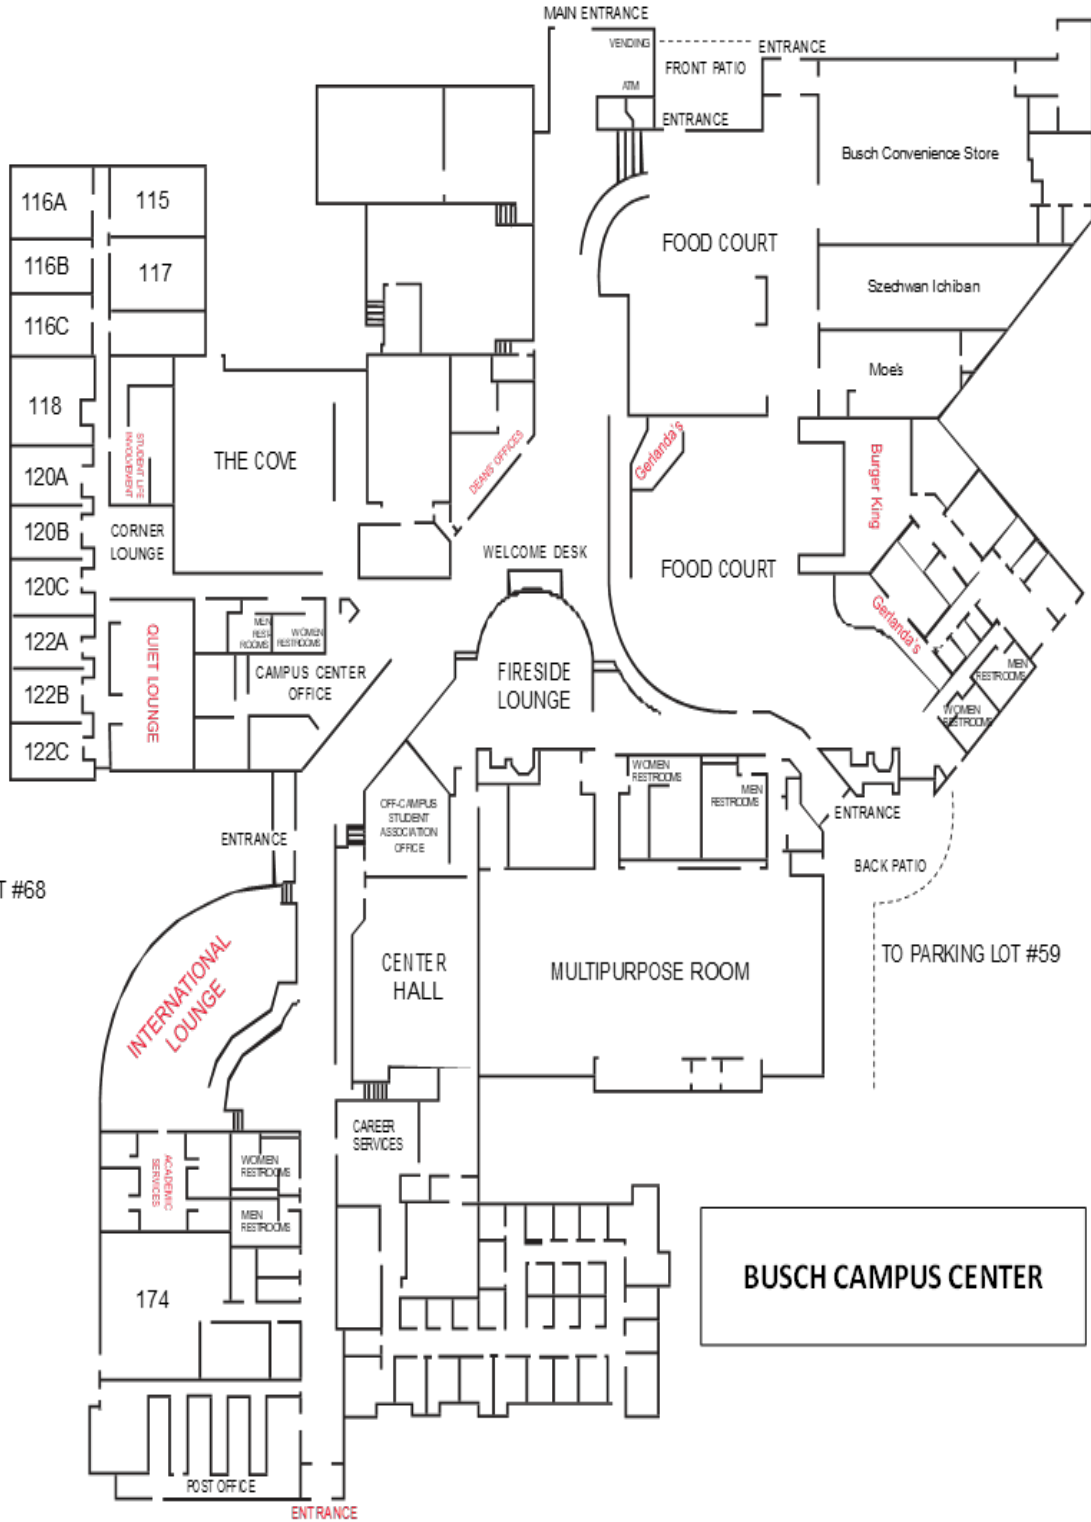 MAIN ENTRANCE
VENDING
ENTRANCE
FRONT PATIO
ATM
ENTRANCE
Busch Convenience Store
116A
115
FOOD COURT
116B
117
Szechwan Ichiban
116C
Moe's
118
STUDENT LIFE
INVOLVEMENT
THE COVE
DEANS OFFICES
Gerlanda's
Burger King
120A
120B
CORNER
LOUNGE
WELCOME DESK
FOOD COURT
120C
Gerlanda's
122A
QUIET LOUNGE
MEN
REST
ROOMS
WOMEN
RESTROOMS
CAMPUS CENTER
OFFICE
FIRESIDE
LOUNGE
MEN
RESTROOMS
122B
WOMEN
RESTROOMS
122C
WOMEN
RESTROOMS
MEN
RESTROOMS
OFF-CAMPUS
STUDENT
ASSOCIATION
OFFICE
ENTRANCE
ENTRANCE
BACK PATIO
T #68
INTERNATIONAL
LOUNGE
CENTER
HALL
MULTIPURPOSE ROOM
TO PARKING LOT #59
CAREER
SERVICES
ACADEMIC
SERVICES
WOMEN
RESTROOMS
MEN
RESTROOMS
174
BUSCH CAMPUS CENTER
POST OFFICE
ENTRANCE